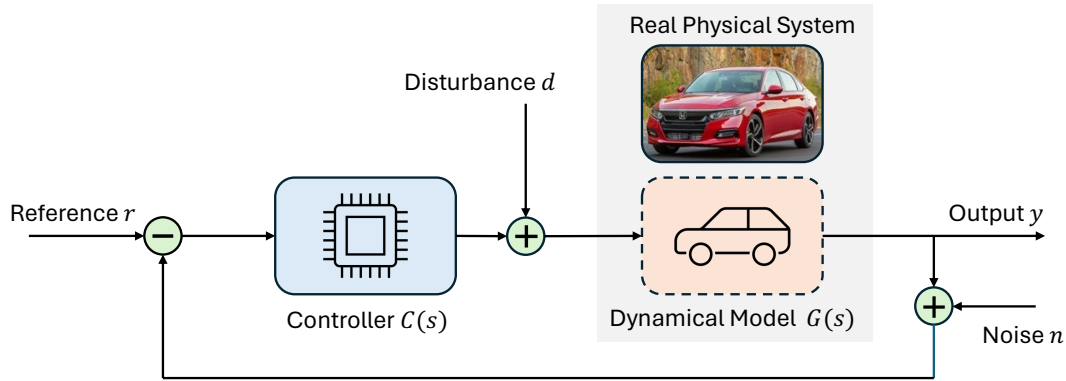 Real Physical System
Disturbance d
Reference r
−
+
Output y
+
Controller C(s)
Dynamical Model G(s)
Noise n